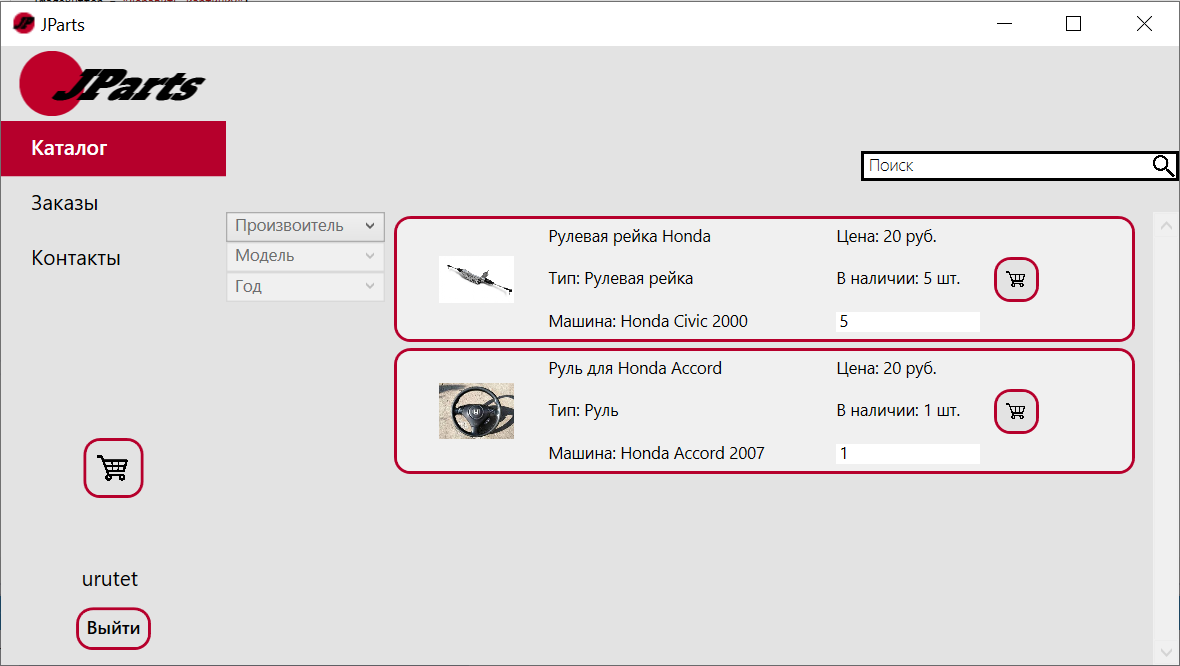 JParts
JParts
Каталог
Поиск
Заказы
Контакты
Произвоитель
Модель
Год
Рулевая рейка Honda
Цена: 20 руб.
Тип: Рулевая рейка
В наличии: 5 шт.
Машина: Honda Civic 2000
5
Руль для Honda Accord
Цена: 20 руб.
Тип: Руль
В наличии: 1 шт.
Машина: Honda Accord 2007
1
urutet
Выйти